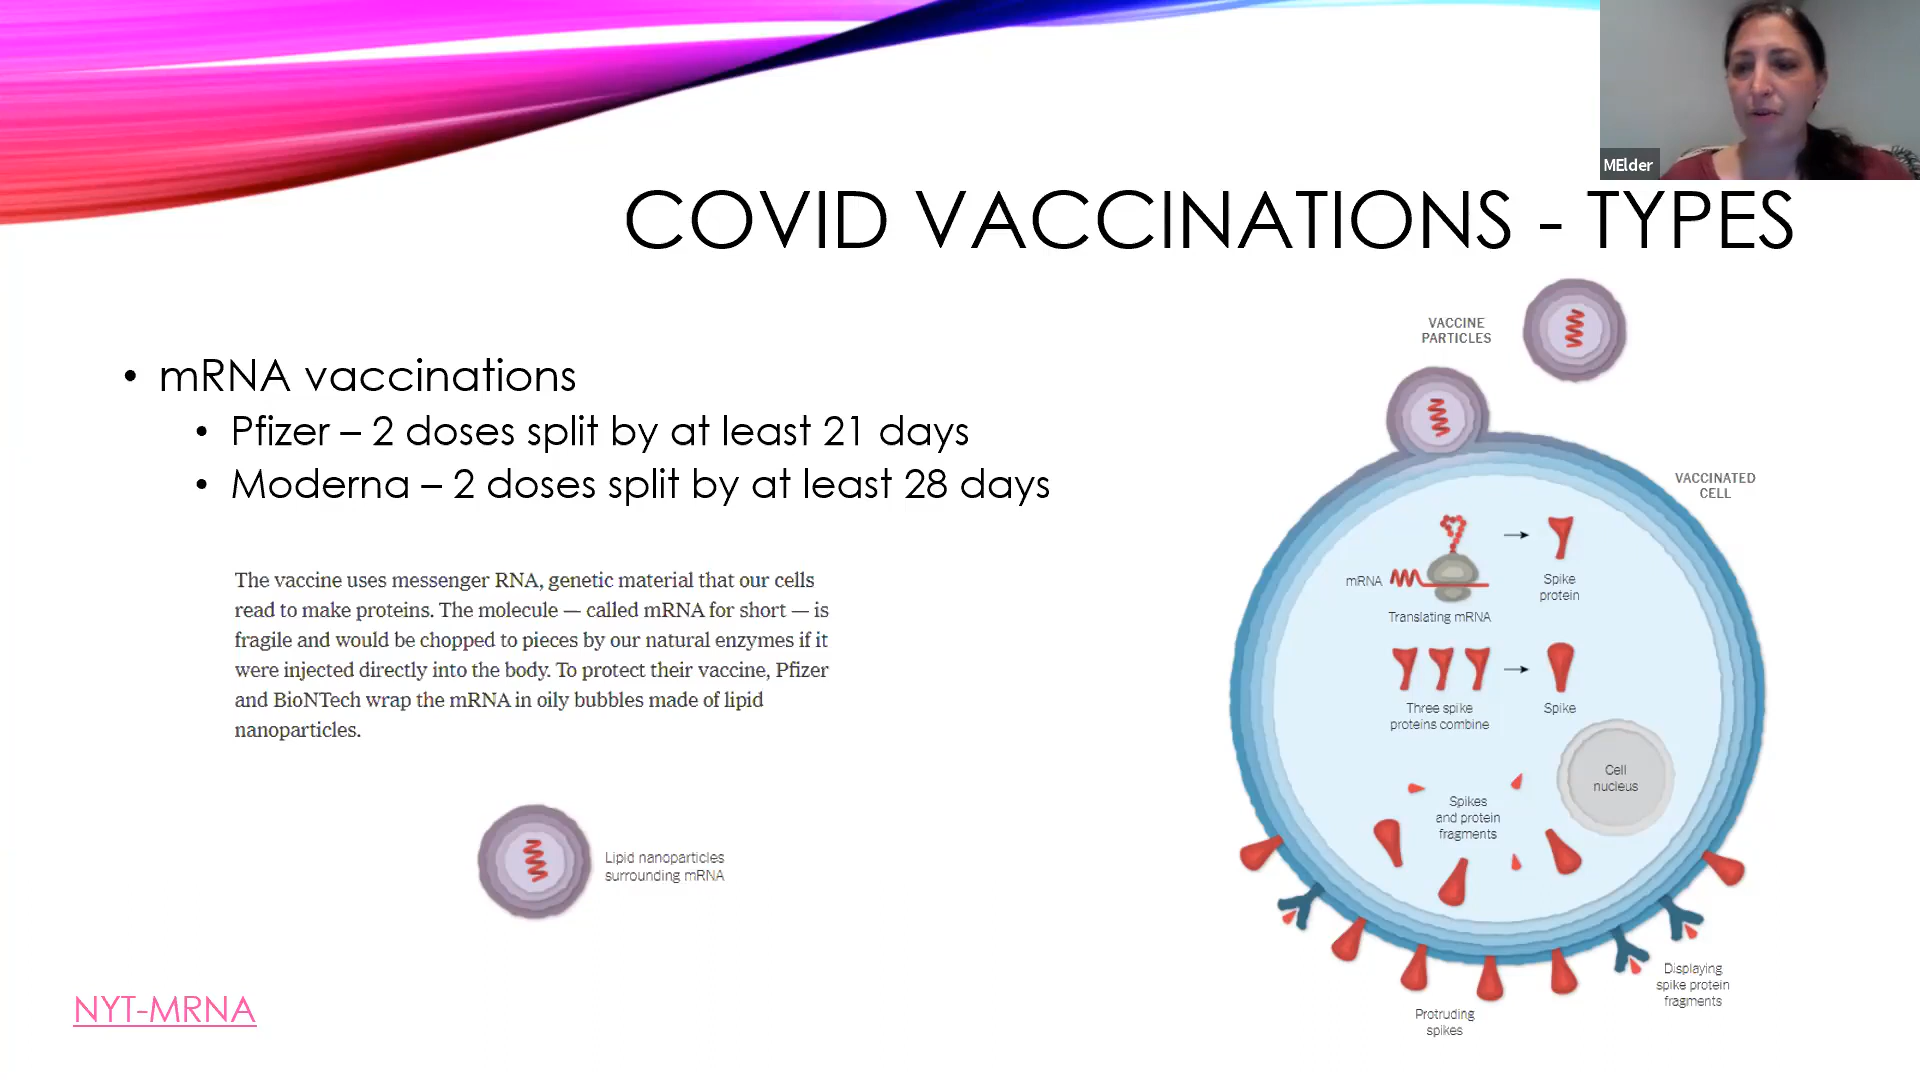 MElder
COVID VACCINATIONS - TYPES
• mRNA vaccinations
• Pfizer – 2 doses split by at least 21 days
• Moderna – 2 doses split by at least 28 days
The vaccine uses messenger RNA, genetic material that our cells
read to make proteins. The molecule — called mRNA for short — is
fragile and would be chopped to pieces by our natural enzymes if it
were injected directly into the body. To protect their vaccine, Pfizer
and BioNTech wrap the mRNA in oily bubbles made of lipid
nanoparticles.
Lipid nanoparticles
surrounding mRNA
NYT-MRNA
VACCINE
PARTICLES
VACCINATED
CELL
mRNA
Translating mRNA
Spike
protein
Three spike
proteins combine
Spike
Cell
nucleus
Spikes
and protein
fragments
Displaying
spike protein
fragments
Protruding
spikes